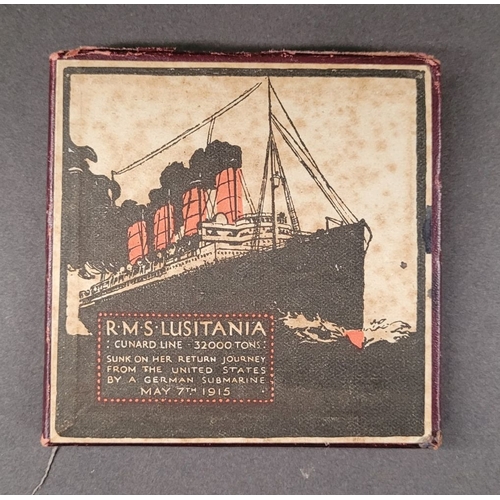 R·M·S·LUSITANIA
CUNARD LINE · 32000 TONS
SUNK ON HER RETURN JOURNEY
FROM THE UNITED STATES
BY A GERMAN SUBMARINE
MAY 7TH 1915